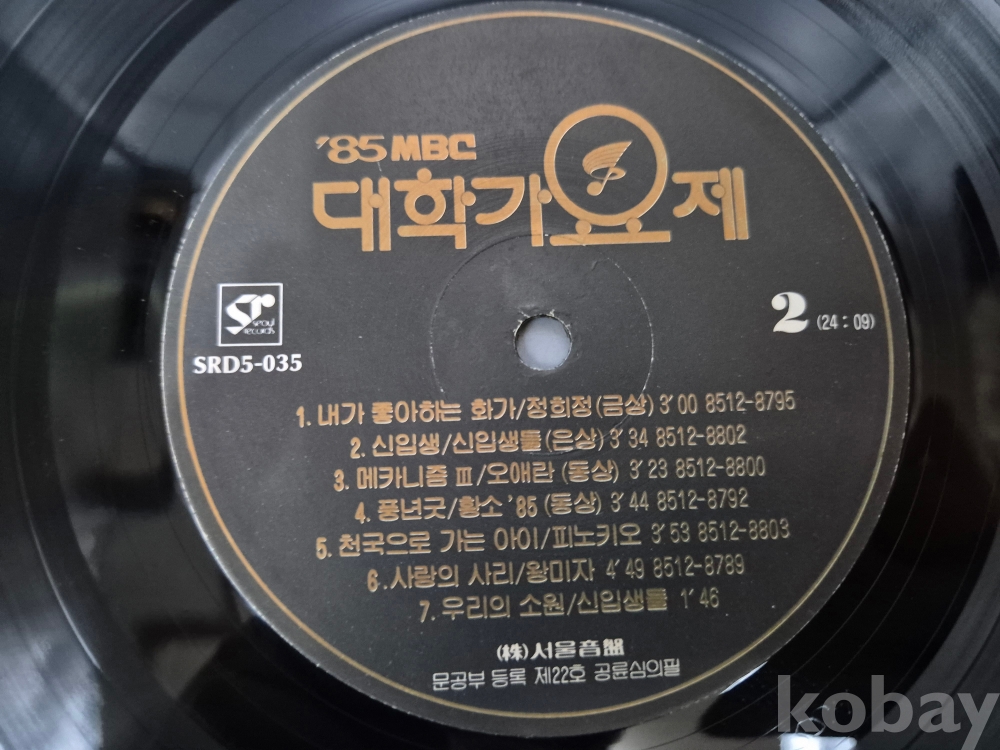 '85 MBC
대학가요제
seoul records
SRD5-035
2 (24 : 09)
1. 내가 좋아하는 화가/정희정(금상) 3'00 8512-8795
2. 신입생/신입생들(은상) 3'34 8512-8802
3. 메카니즘 Ⅲ/오애란 (동상) 3'23 8512-8800
4. 풍년굿/황소 '85 (동상) 3'44 8512-8792
5. 천국으로 가는 아이/피노키오 3'53 8512-8803
6. 사랑의 사리/왕미자 4'49 8512-8789
7. 우리의 소원/신입생들 1'46
(株)서울音盤
문공부 등록 제22호 공륜심의필
kobay